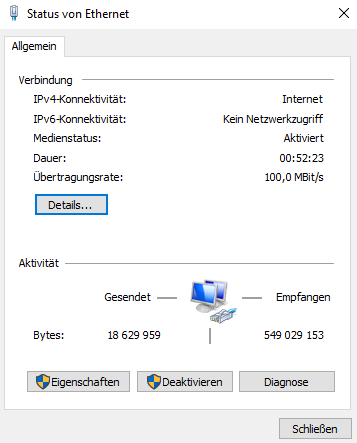 Status von Ethernet
Allgemein
Verbindung
IPv4-Konnektivität: Internet
IPv6-Konnektivität: Kein Netzwerkzugriff
Medienstatus: Aktiviert
Dauer: 00:52:23
Übertragungsrate: 100,0 MBit/s
Details...
Aktivität
Gesendet Empfangen
Bytes: 18 629 959 549 029 153
Eigenschaften Deaktivieren Diagnose
Schließen